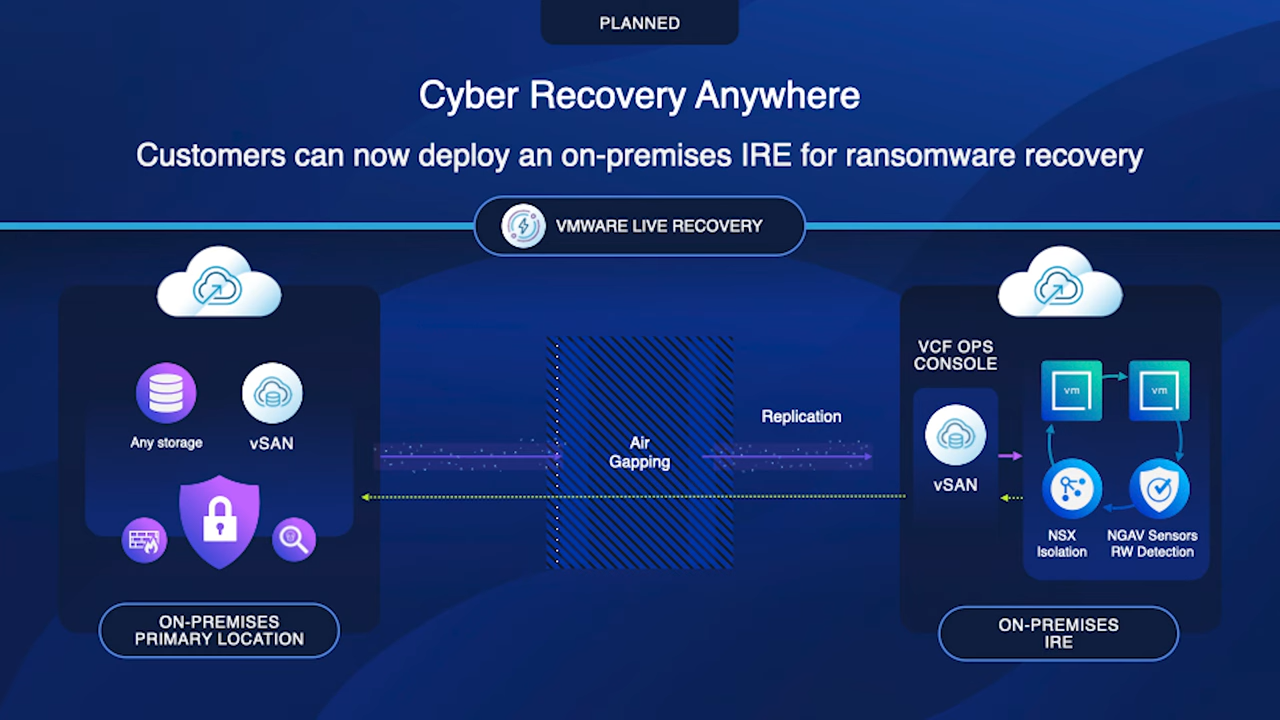 PLANNED
Cyber Recovery Anywhere
Customers can now deploy an on-premises IRE for ransomware recovery
VMWARE LIVE RECOVERY
Any storage
vSAN
ON-PREMISES
PRIMARY LOCATION
Air
Gapping
Replication
VCF OPS
CONSOLE
vSAN
vm
vm
NSX
Isolation
NGAV Sensors
RW Detection
ON-PREMISES
IRE